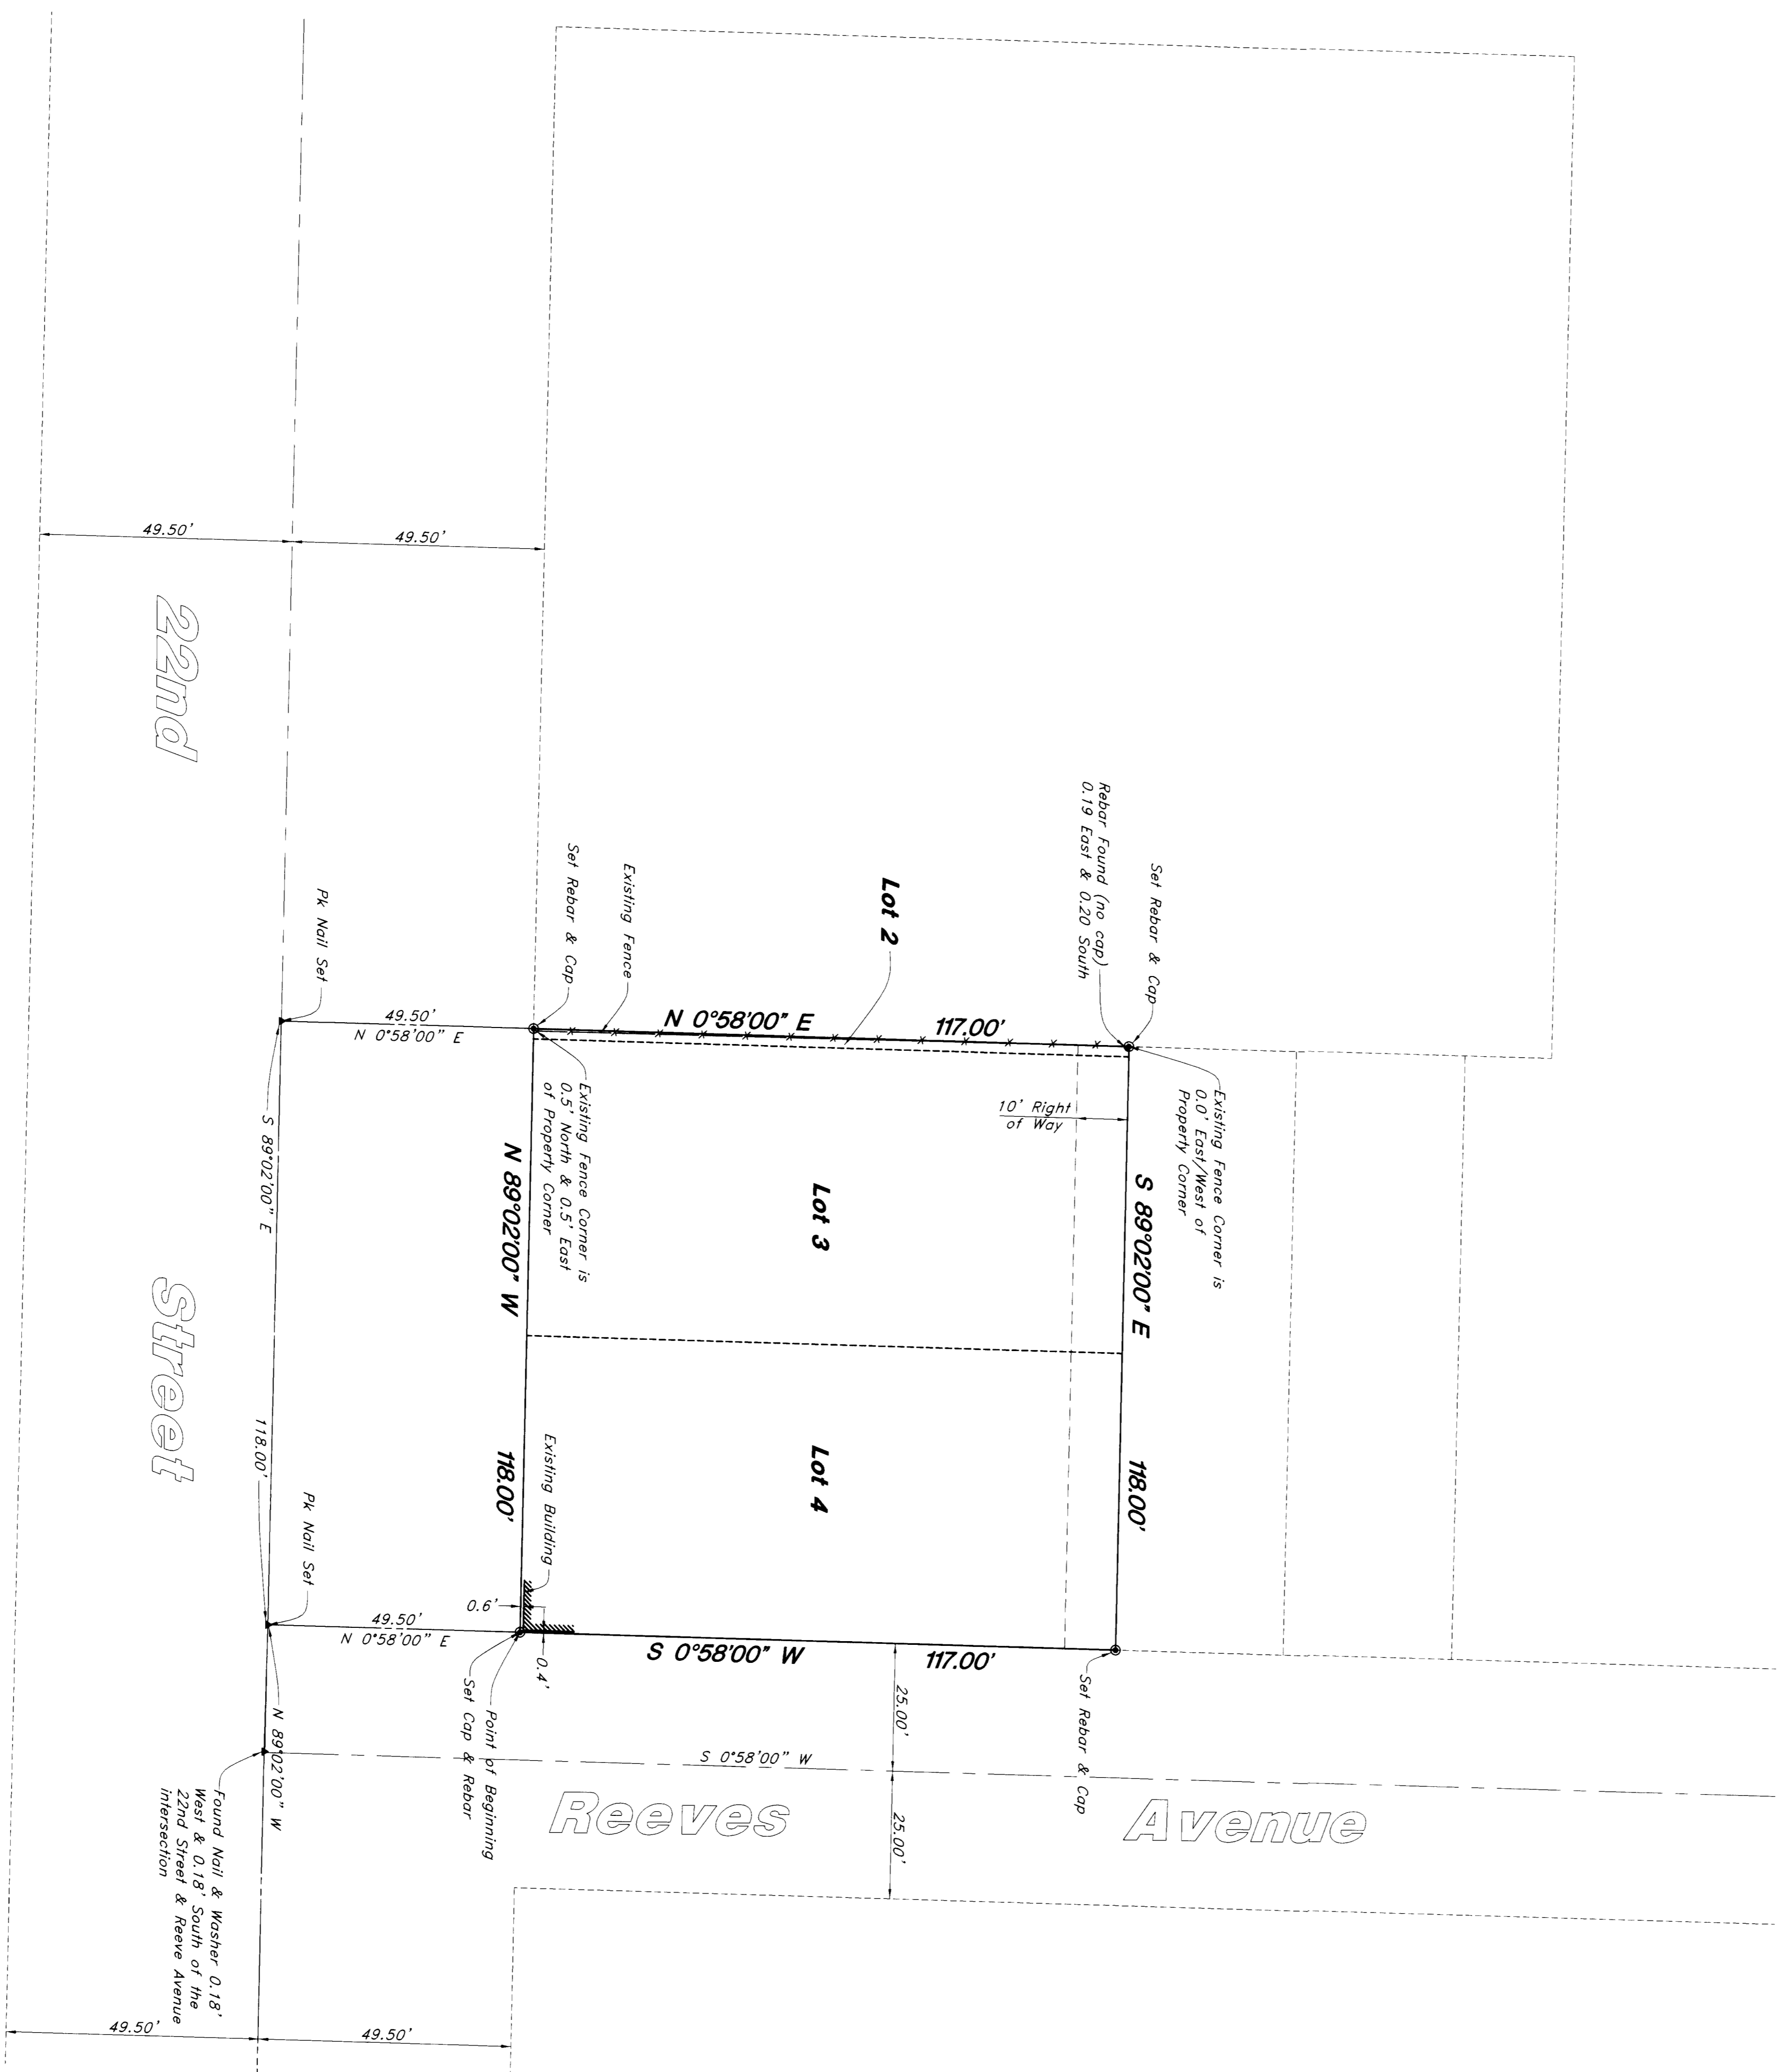 49.50'
49.50'
22nd
Street
Pk Nail Set
Set Rebar & Cap
Existing Fence
Lot 2
Rebar Found (no cap)
0.19 East & 0.20 South
Set Rebar & Cap
49.50'
N 0°58'00" E
N 0°58'00" E
117.00'
Existing Fence Corner is
0.0' East/West of
Property Corner
10' Right
of Way
Existing Fence Corner is
0.5' North & 0.5' East
of Property Corner
S 89°02'00" E
118.00'
N 89°02'00" W
118.00'
S 89°02'00" E
118.00'
Lot 3
Lot 4
Existing Building
0.6'
0.4'
Pk Nail Set
49.50'
N 0°58'00" E
S 0°58'00" W
117.00'
Point of Beginning
Set Cap & Rebar
Set Rebar & Cap
25.00'
25.00'
S 0°58'00" W
N 89°02'00" W
Reeves
Avenue
Found Nail & Washer 0.18'
West & 0.18' South of the
22nd Street & Reeve Avenue
intersection
49.50'
49.50'